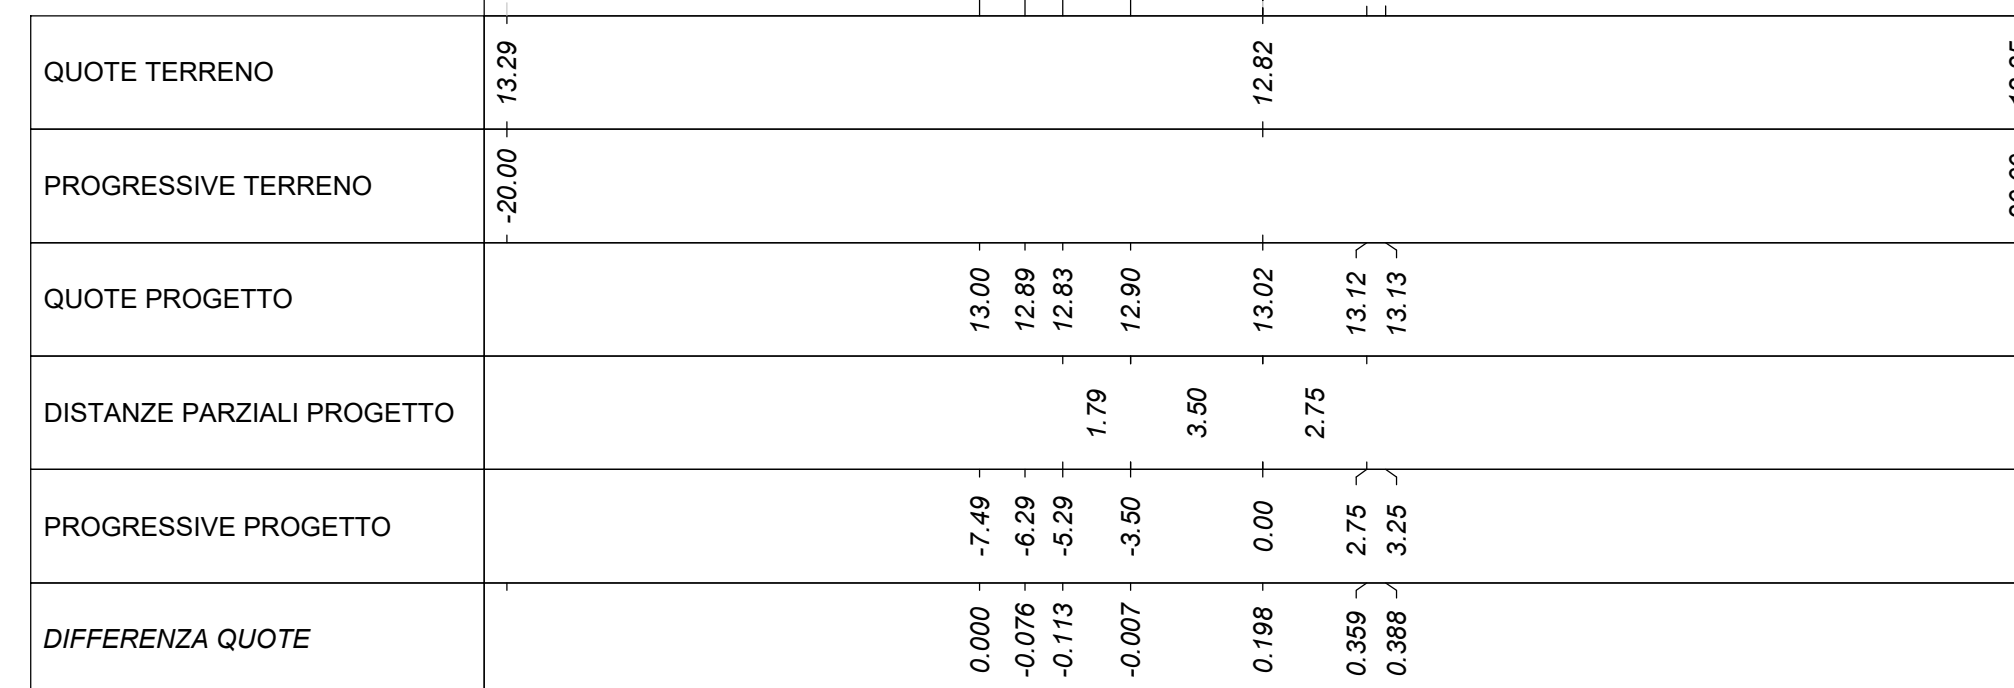 QUOTE TERRENO 13.29 12.82
PROGRESSIVE TERRENO -20.00
QUOTE PROGETTO 13.00 12.89 12.83 12.90 13.02 13.12 13.13
DISTANZE PARZIALI PROGETTO 1.79 3.50 2.75
PROGRESSIVE PROGETTO -7.49 -6.29 -5.29 -3.50 0.00 2.75 3.25
DIFFERENZA QUOTE 0.000 -0.076 -0.113 -0.007 0.198 0.359 0.388